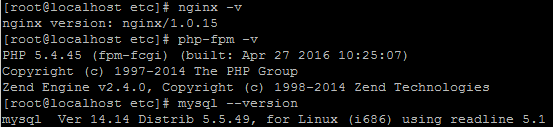 [root@localhost etc]# nginx -v
nginx version: nginx/1.0.15
[root@localhost etc]# php-fpm -v
PHP 5.4.45 (fpm-fcgi) (built: Apr 27 2016 10:25:07)
Copyright (c) 1997-2014 The PHP Group
Zend Engine v2.4.0, Copyright (c) 1998-2014 Zend Technologies
[root@localhost etc]# mysql --version
mysql  Ver 14.14 Distrib 5.5.49, for Linux (i686) using readline 5.1